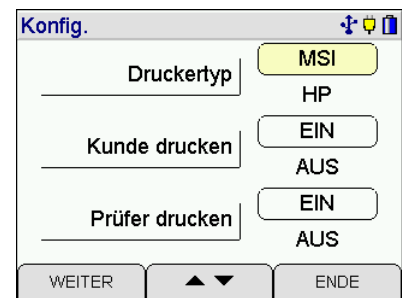 Konfig.
Druckertyp
MSI
HP
Kunde drucken
EIN
AUS
Prüfer drucken
EIN
AUS
WEITER
ENDE